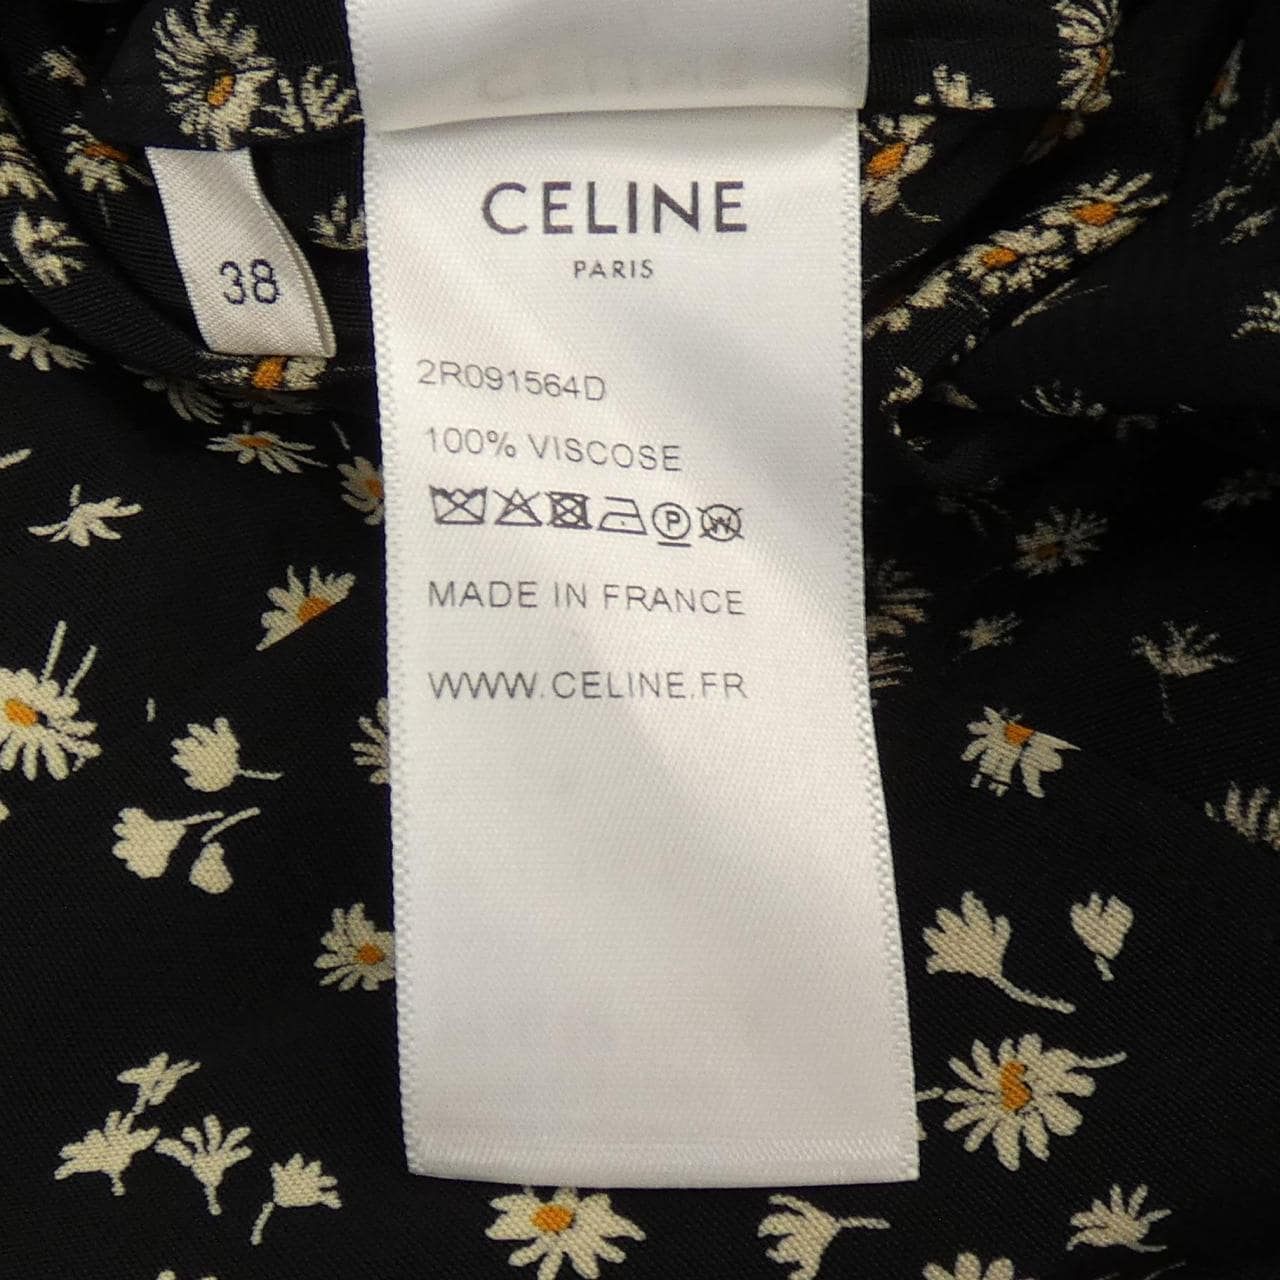 CELINE
PARIS
38
2R091564D
100% VISCOSE
P W
MADE IN FRANCE
WWW.CELINE.FR